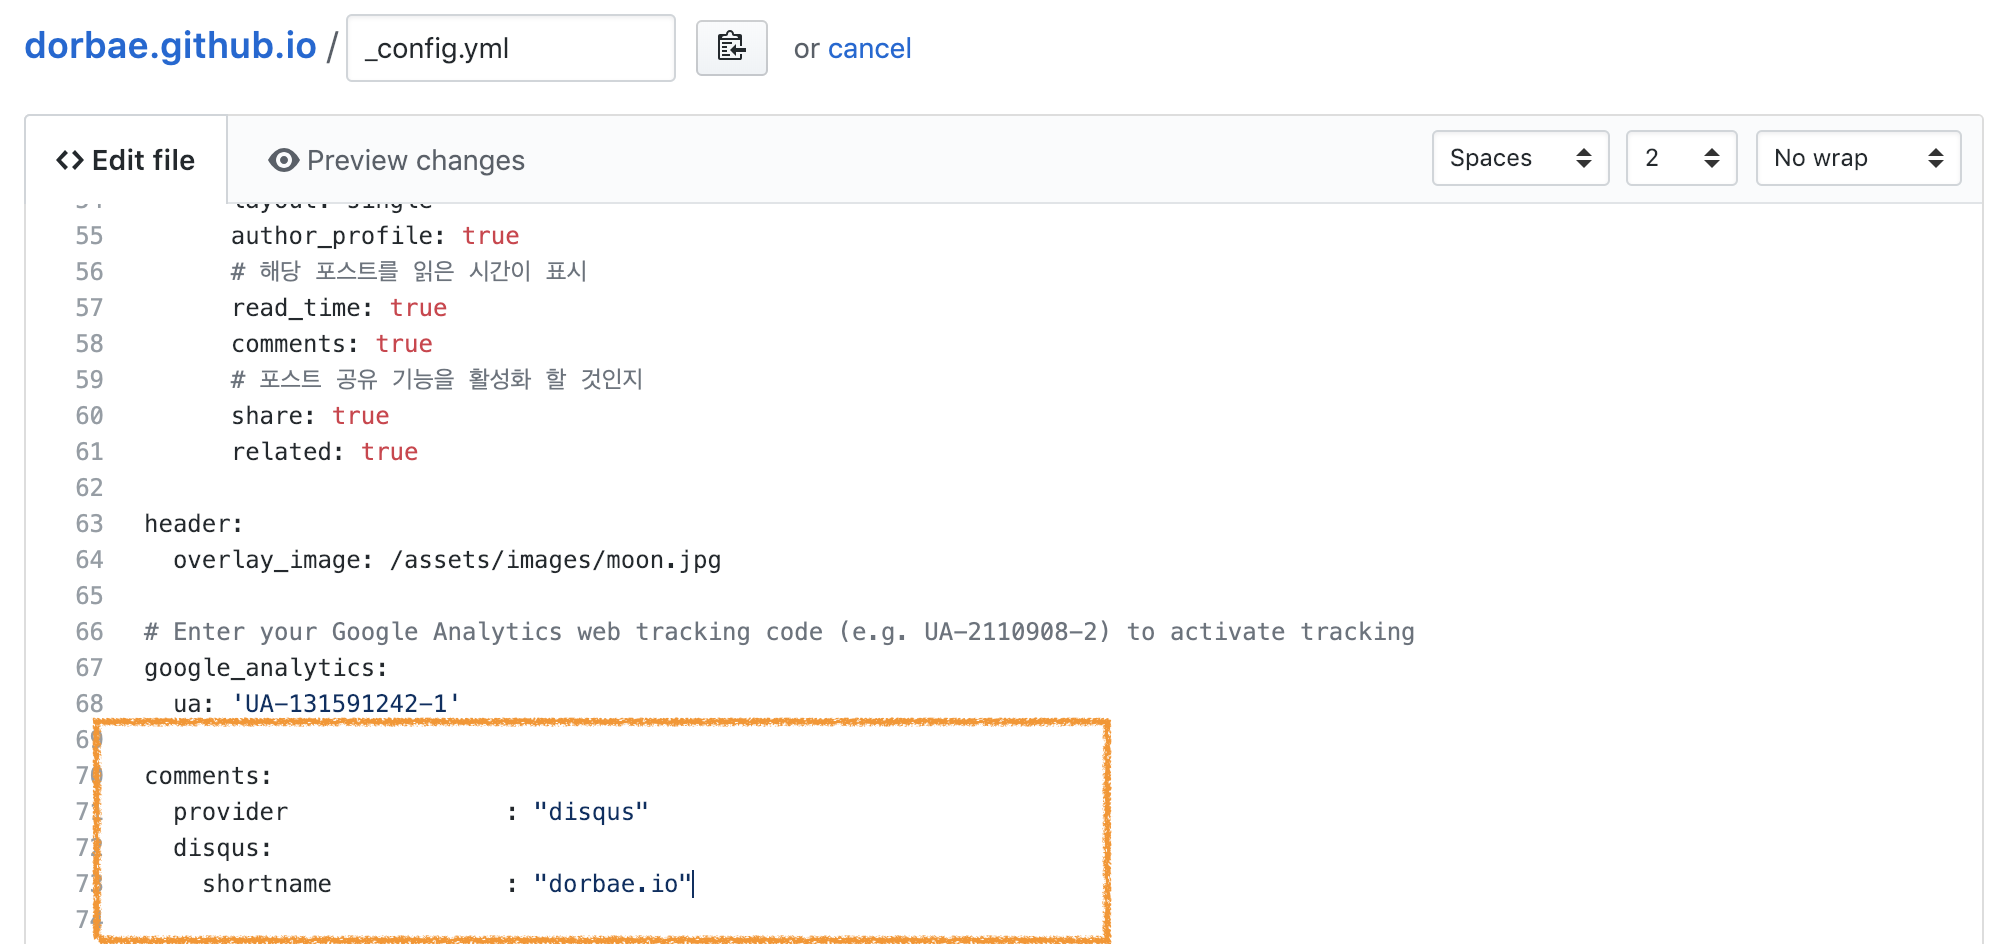 dorbae.github.io / _config.yml or cancel
<> Edit file Preview changes Spaces 2 No wrap
55 author_profile: true
56 # 해당 포스트를 읽은 시간이 표시
57 read_time: true
58 comments: true
59 # 포스트 공유 기능을 활성화 할 것인지
60 share: true
61 related: true
62
63 header:
64 overlay_image: /assets/images/moon.jpg
65
66 # Enter your Google Analytics web tracking code (e.g. UA-2110908-2) to activate tracking
67 google_analytics:
68 ua: 'UA-131591242-1'
69
70 comments:
71 provider : "disqus"
72 disqus:
73 shortname : "dorbae.io"
74